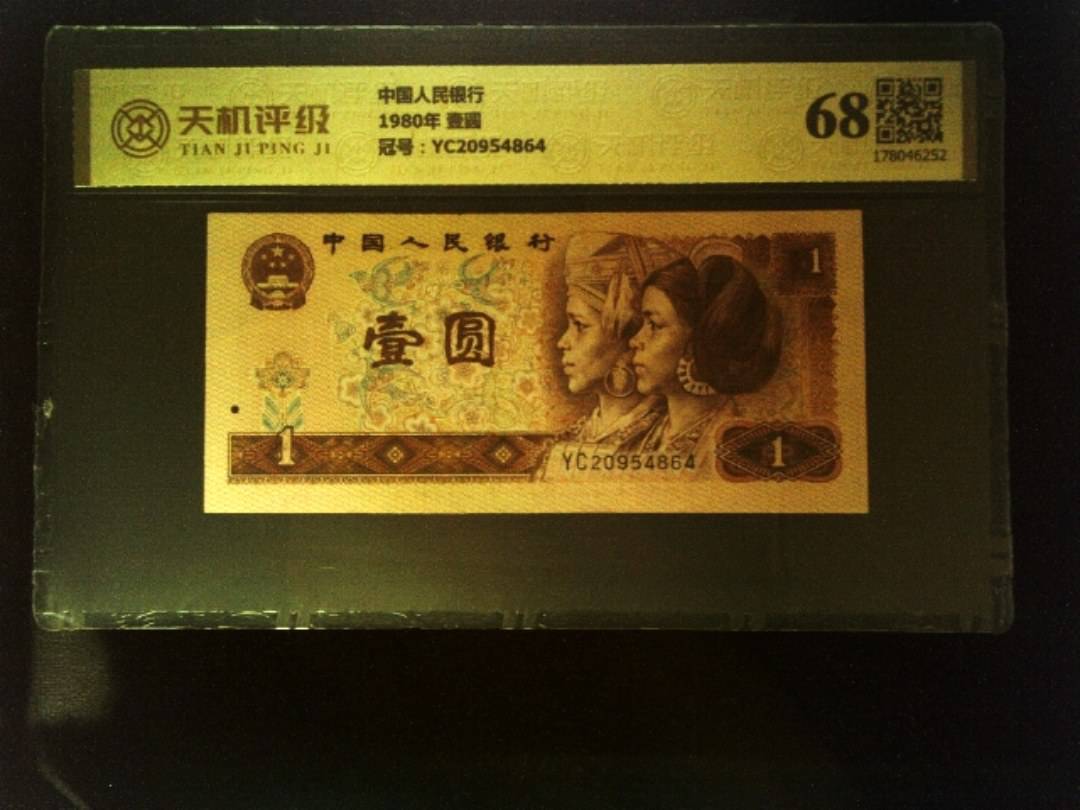 天机评级
TIAN JI PING JI
中国人民银行
1980年 壹圆
冠号：YC20954864
68
178046252
中国人民银行
1
壹圆
1
YC20954864
1